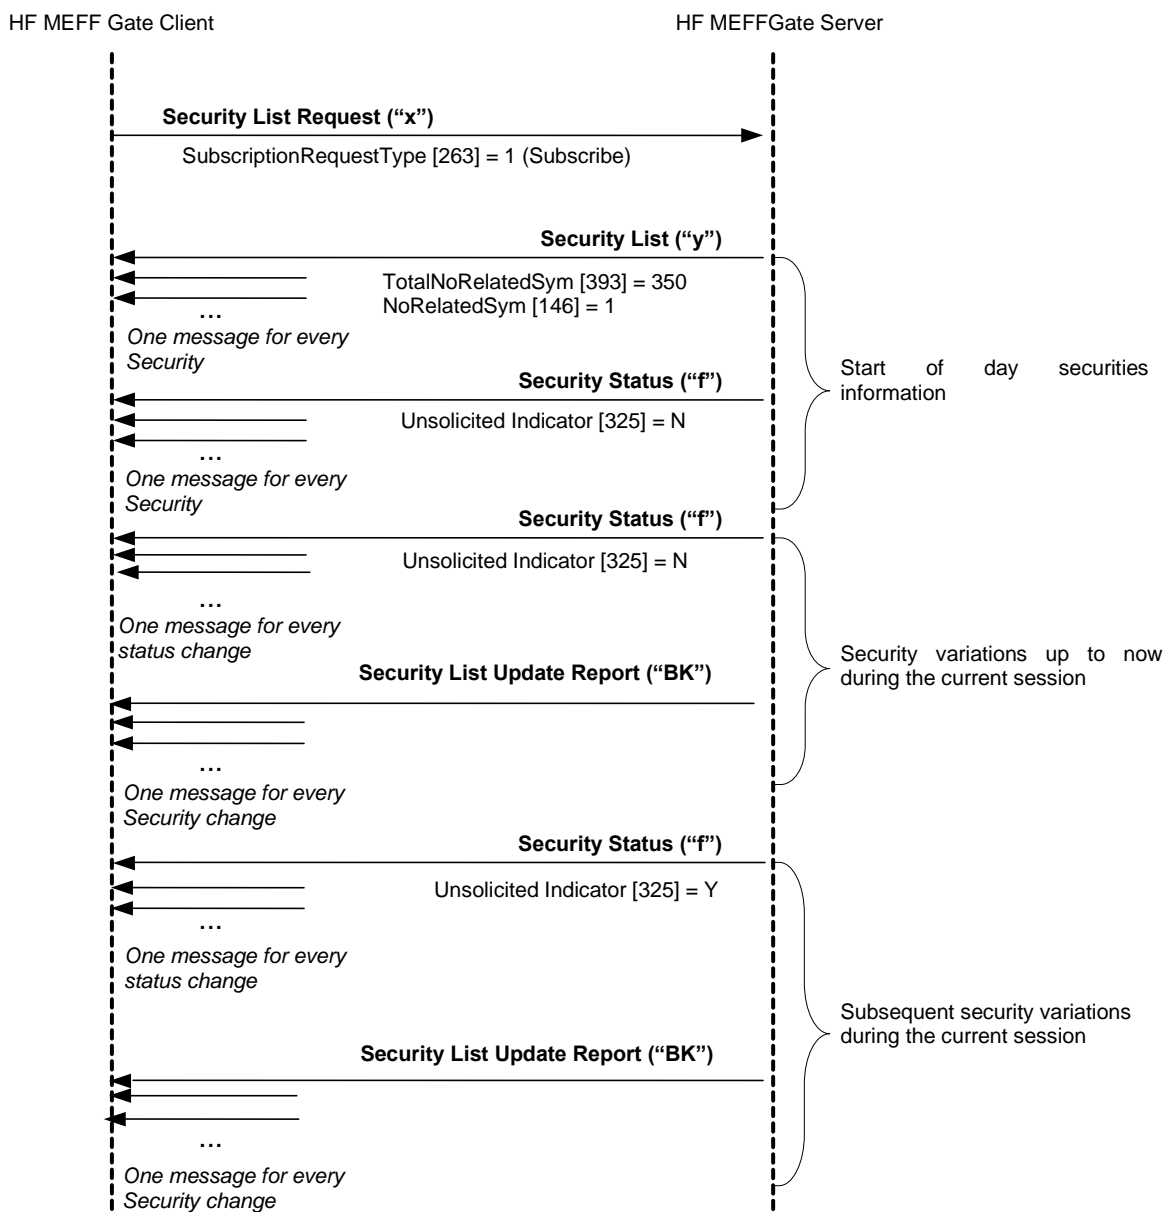 HF MEFF Gate Client
HF MEFFGate Server
Security List Request (“x”)
SubscriptionRequestType [263] = 1 (Subscribe)
Security List (“y”)
TotalNoRelatedSym [393] = 350
NoRelatedSym [146] = 1
...
One message for every
Security
Start of day securities
information
Security Status (“f”)
Unsolicited Indicator [325] = N
...
One message for every
Security
Security Status (“f”)
Unsolicited Indicator [325] = N
...
One message for every
status change
Security variations up to now
during the current session
Security List Update Report (“BK”)
...
One message for every
Security change
Security Status (“f”)
Unsolicited Indicator [325] = Y
...
One message for every
status change
Subsequent security variations
during the current session
Security List Update Report (“BK”)
...
One message for every
Security change